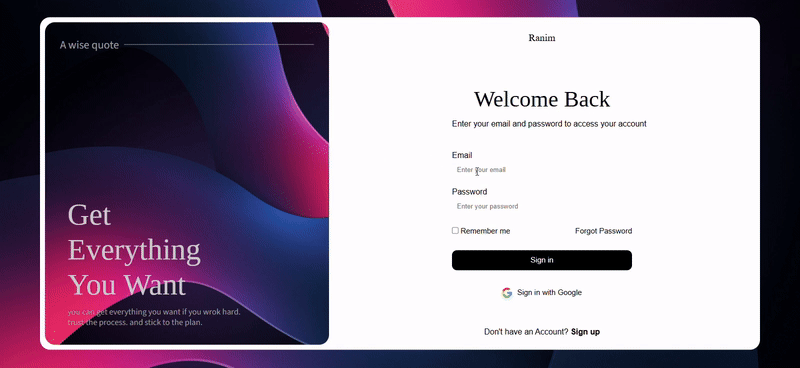 A wise quote
Get
Everything
You Want
you can get everything you want if you wrok hard.
trust the process. and stick to the plan.
Ranim
Welcome Back
Enter your email and password to access your account
Email
Enter your email
Password
Enter your password
Remember me
Forgot Password
Sign in
Sign in with Google
Don't have an Account? Sign up